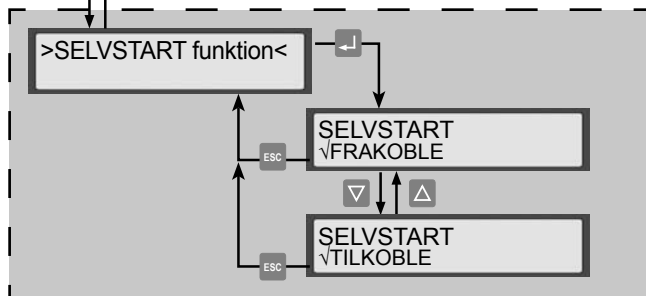 >SELVSTART funktion<
SELVSTART
√FRAKOBLE
ESC
SELVSTART
√TILKOBLE
ESC